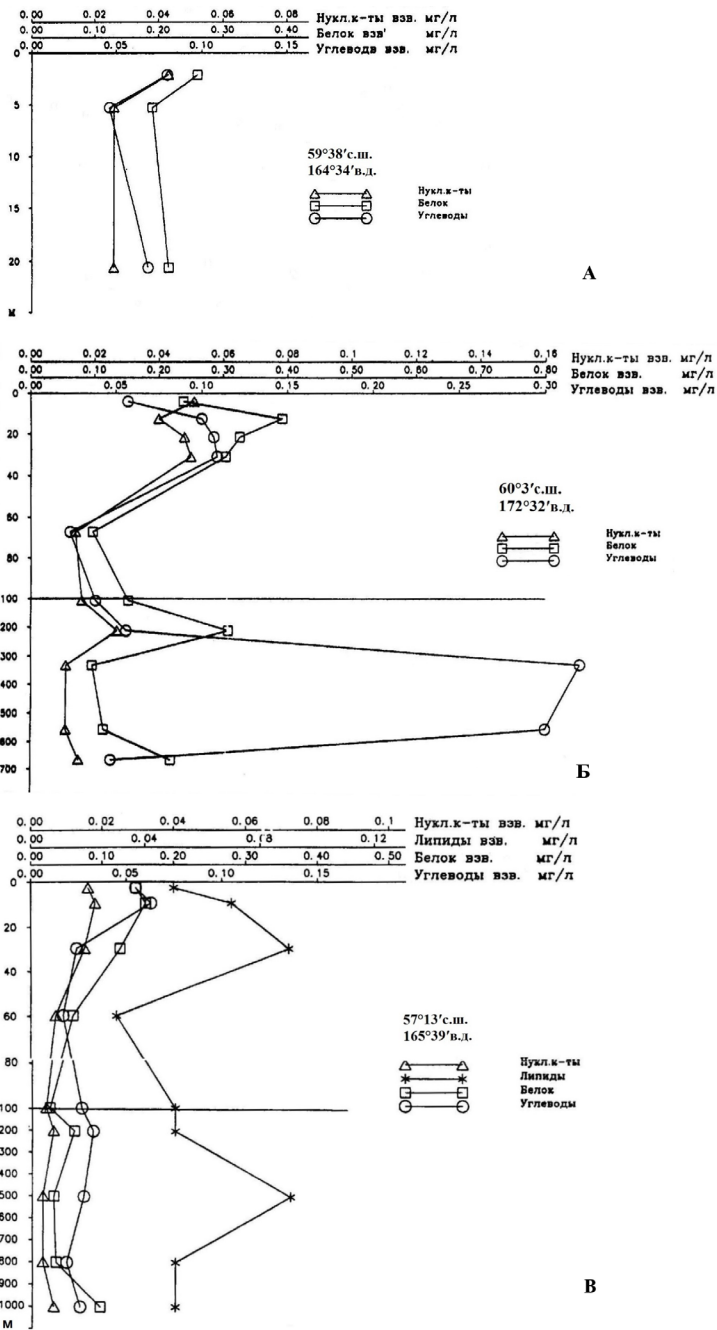 0.00 0.02 0.04 0.06 0.08 Нукл.к-ты взв. мг/л
0.00 0.10 0.20 0.30 0.40 Белок взв' мг/л
0.00 0.05 0.10 0.15 Углеводв взв. мг/л
0
5
10
15
20
М
59°38′с.ш.
164°34′в.д.
Нукл.к-ты
Белок
Углеводы
А
0.00 0.02 0.04 0.06 0.08 0.1 0.12 0.14 0.16 Нукл.к-ты взв. мг/л
0.00 0.10 0.20 0.30 0.40 0.50 0.60 0.70 0.80 Белок взв. мг/л
0.00 0.05 0.10 0.15 0.20 0.25 0.30 Углеводы взв. мг/л
0
20
40
60
80
100
200
300
400
500
600
700
60°3′с.ш.
172°32′в.д.
Нукл.к-ты
Белок
Углеводы
Б
0.00 0.02 0.04 0.06 0.08 0.1 Нукл.к-ты взв. мг/л
0.00 0.04 0.08 0.12 Липиды взв. мг/л
0.00 0.10 0.20 0.30 0.40 0.50 Белок взв. мг/л
0.00 0.05 0.10 0.15 Углеводы взв. мг/л
0
20
40
60
80
100
200
300
400
500
800
900
1000
М
57°13′с.ш.
165°39′в.д.
Нукл.к-ты
Липиды
Белок
Углеводы
В